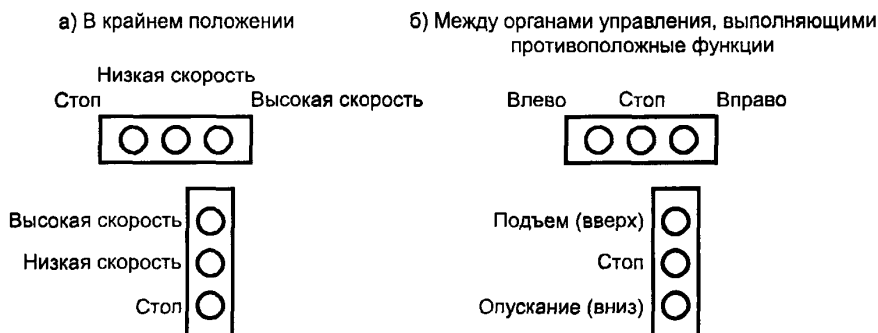 а) В крайнем положении
Низкая скорость
Стоп
Высокая скорость
Высокая скорость
Низкая скорость
Стоп
б) Между органами управления, выполняющими
противоположные функции
Влево Стоп Вправо
Подъем (вверх)
Стоп
Опускание (вниз)